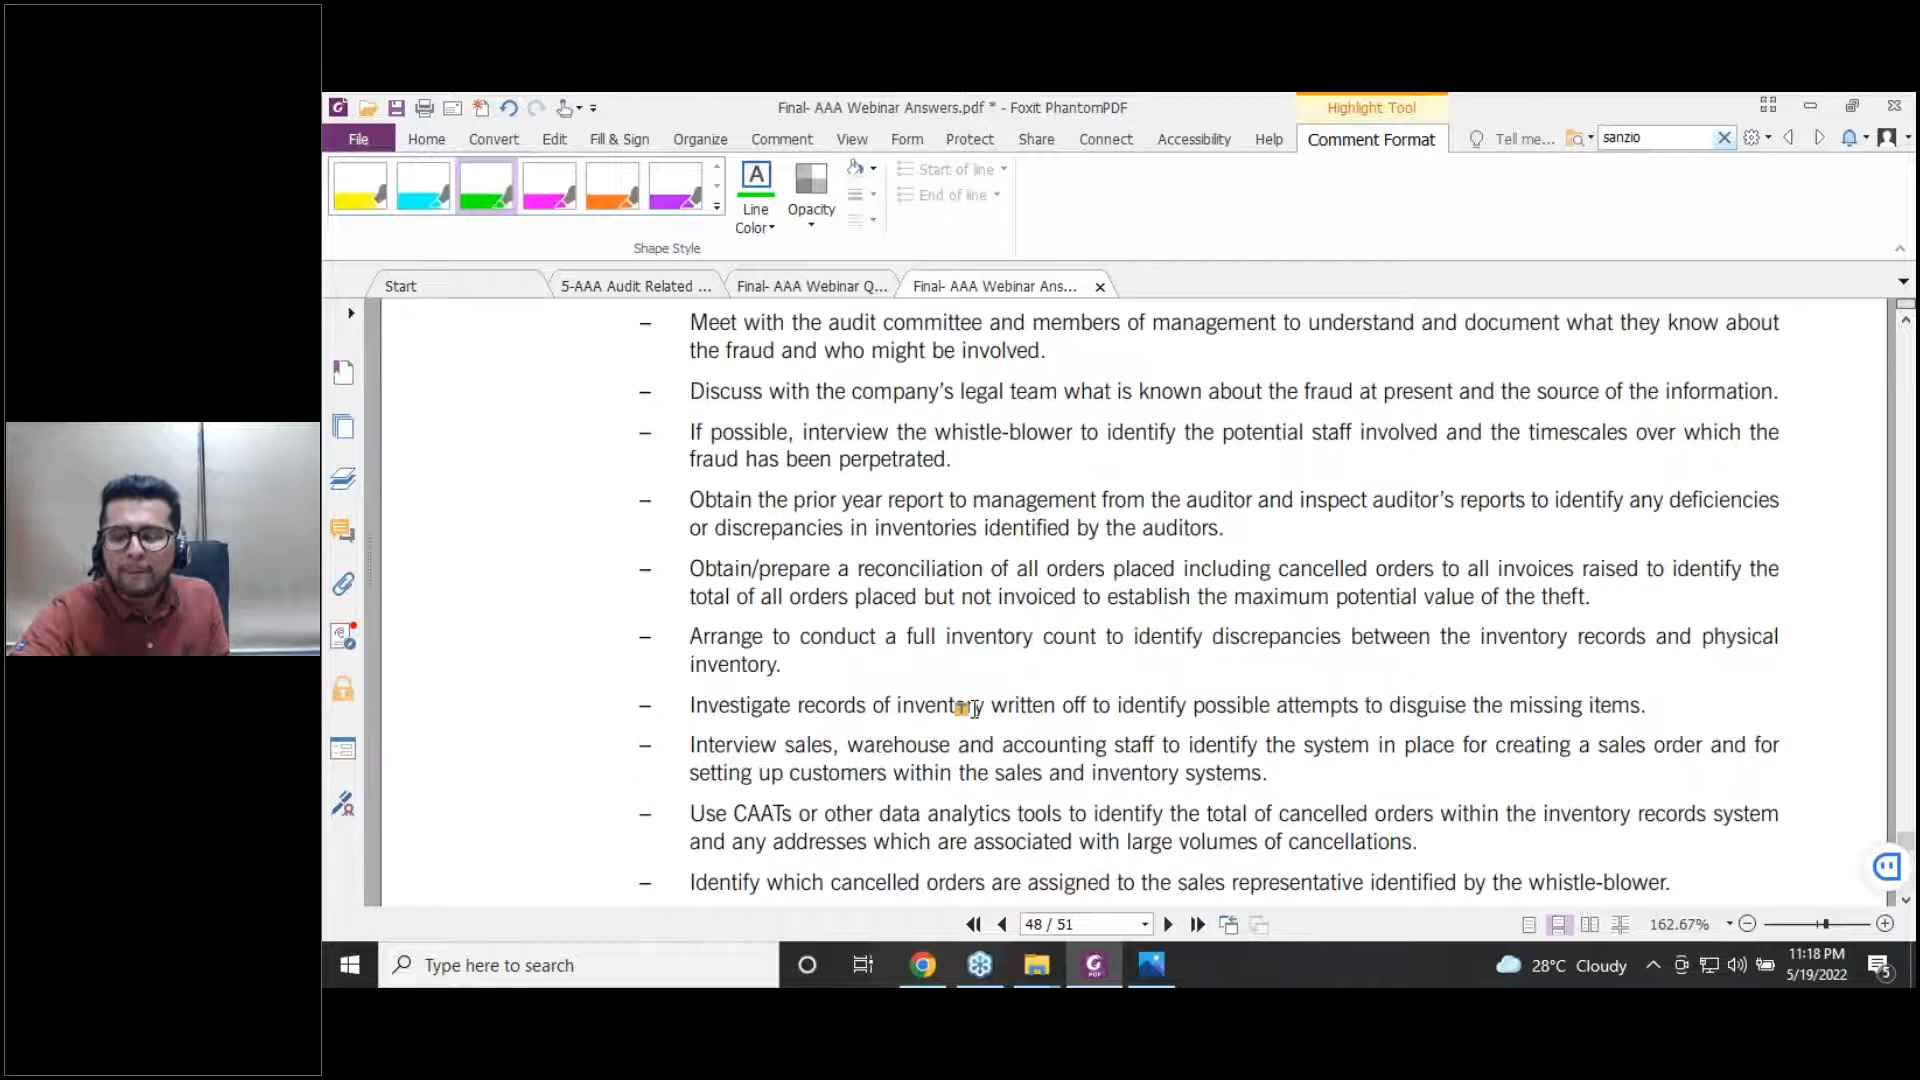 Final- AAA Webinar Answers.pdf * - Foxit PhantomPDF
Highlight Tool
File Home Convert Edit Fill & Sign Organize Comment View Form Protect Share Connect Accessibility Help Comment Format Tell me... sanzio
Line Color
Opacity
Start of line
End of line
Shape Style
Start
5-AAA Audit Related ...
Final- AAA Webinar Q...
Final- AAA Webinar Ans...
– Meet with the audit committee and members of management to understand and document what they know about
the fraud and who might be involved.
– Discuss with the company's legal team what is known about the fraud at present and the source of the information.
– If possible, interview the whistle-blower to identify the potential staff involved and the timescales over which the
fraud has been perpetrated.
– Obtain the prior year report to management from the auditor and inspect auditor's reports to identify any deficiencies
or discrepancies in inventories identified by the auditors.
– Obtain/prepare a reconciliation of all orders placed including cancelled orders to all invoices raised to identify the
total of all orders placed but not invoiced to establish the maximum potential value of the theft.
– Arrange to conduct a full inventory count to identify discrepancies between the inventory records and physical
inventory.
– Investigate records of inventory written off to identify possible attempts to disguise the missing items.
– Interview sales, warehouse and accounting staff to identify the system in place for creating a sales order and for
setting up customers within the sales and inventory systems.
– Use CAATs or other data analytics tools to identify the total of cancelled orders within the inventory records system
and any addresses which are associated with large volumes of cancellations.
– Identify which cancelled orders are assigned to the sales representative identified by the whistle-blower.
48 / 51
162.67%
Type here to search
28°C Cloudy
11:18 PM
5/19/2022
5